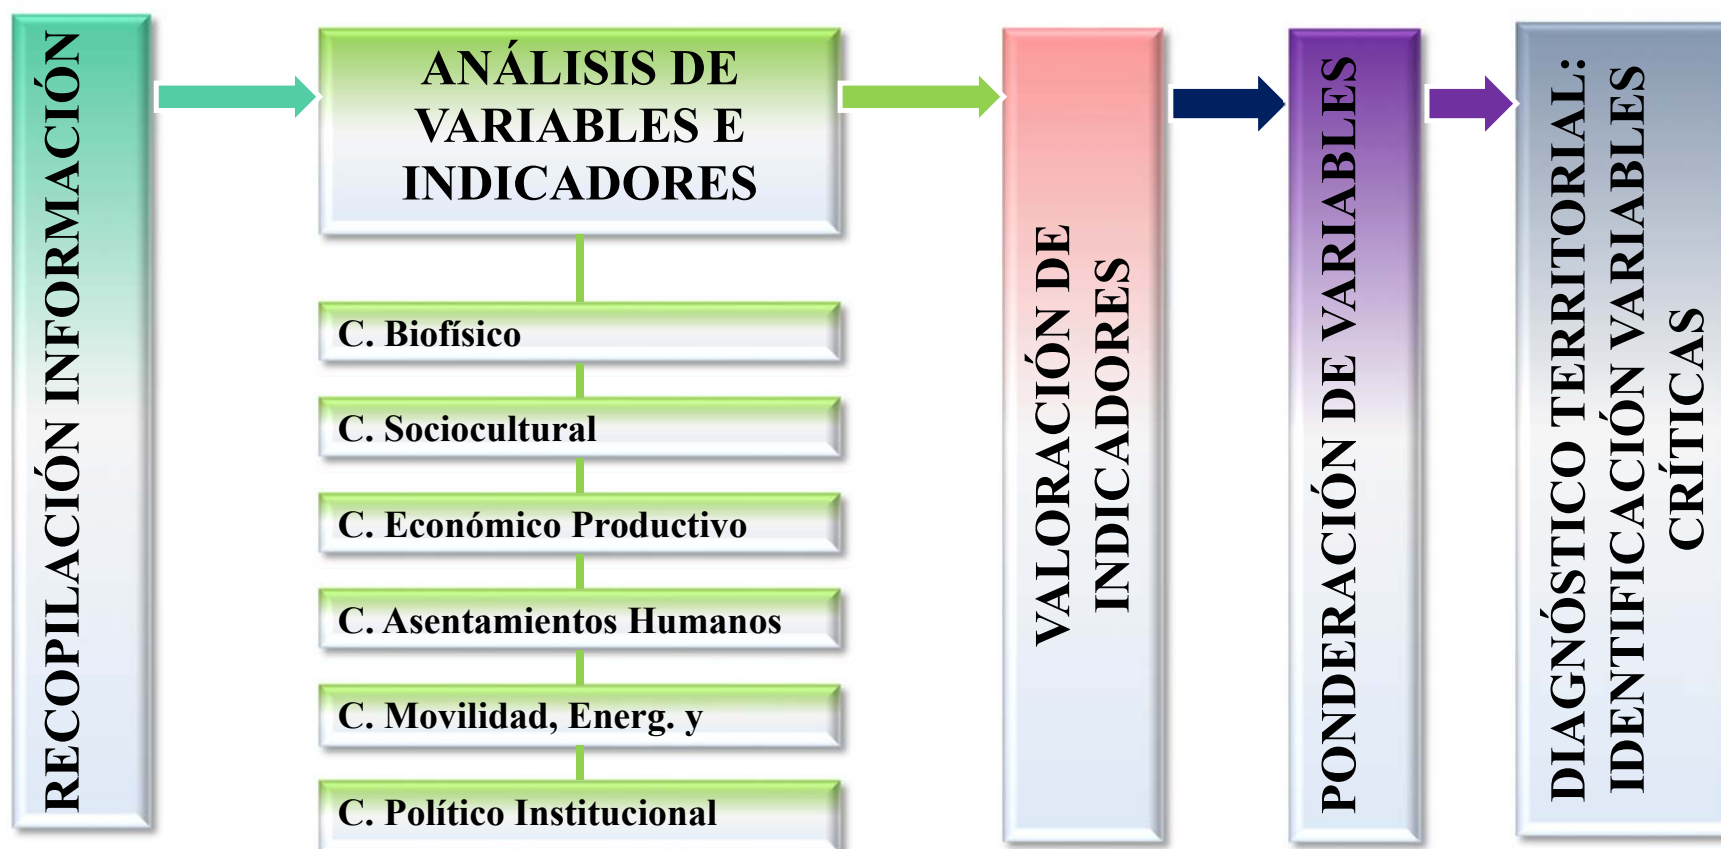 RECOPILACIÓN INFORMACIÓN
ANÁLISIS DE
VARIABLES E
INDICADORES
C. Biofísico
C. Sociocultural
C. Económico Productivo
C. Asentamientos Humanos
C. Movilidad, Energ. y
C. Político Institucional
VALORACIÓN DE
INDICADORES
PONDERACIÓN DE VARIABLES
DIAGNÓSTICO TERRITORIAL:
IDENTIFICACIÓN VARIABLES
CRÍTICAS